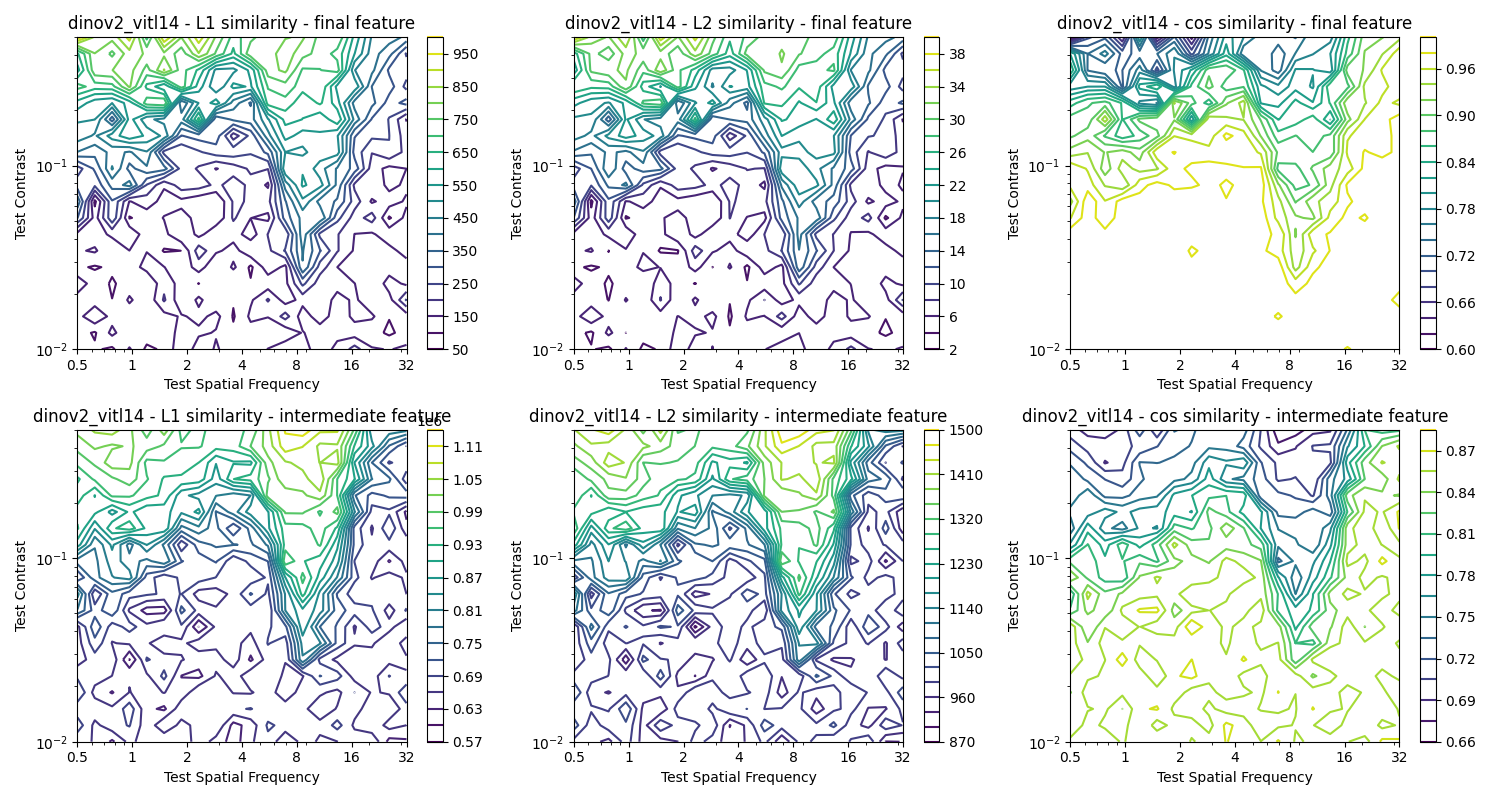 dinov2_vitl14 - L1 similarity - final feature
dinov2_vitl14 - L2 similarity - final feature
dinov2_vitl14 - cos similarity - final feature
Test Contrast
10⁻¹
10⁻²
0.5 1 2 4 8 16 32
Test Spatial Frequency
950
850
750
650
550
450
350
250
150
50
Test Contrast
10⁻¹
10⁻²
0.5 1 2 4 8 16 32
Test Spatial Frequency
38
34
30
26
22
18
14
10
6
2
Test Contrast
10⁻¹
10⁻²
0.5 1 2 4 8 16 32
Test Spatial Frequency
0.96
0.90
0.84
0.78
0.72
0.66
0.60
dinov2_vitl14 - L1 similarity - intermediate feature
dinov2_vitl14 - L2 similarity - intermediate feature
dinov2_vitl14 - cos similarity - intermediate feature
Test Contrast
10⁻¹
10⁻²
0.5 1 2 4 8 16 32
Test Spatial Frequency
1e6
1.11
1.05
0.99
0.93
0.87
0.81
0.75
0.69
0.63
0.57
Test Contrast
10⁻¹
10⁻²
0.5 1 2 4 8 16 32
Test Spatial Frequency
1500
1410
1320
1230
1140
1050
960
870
Test Contrast
10⁻¹
10⁻²
0.5 1 2 4 8 16 32
Test Spatial Frequency
0.87
0.84
0.81
0.78
0.75
0.72
0.69
0.66